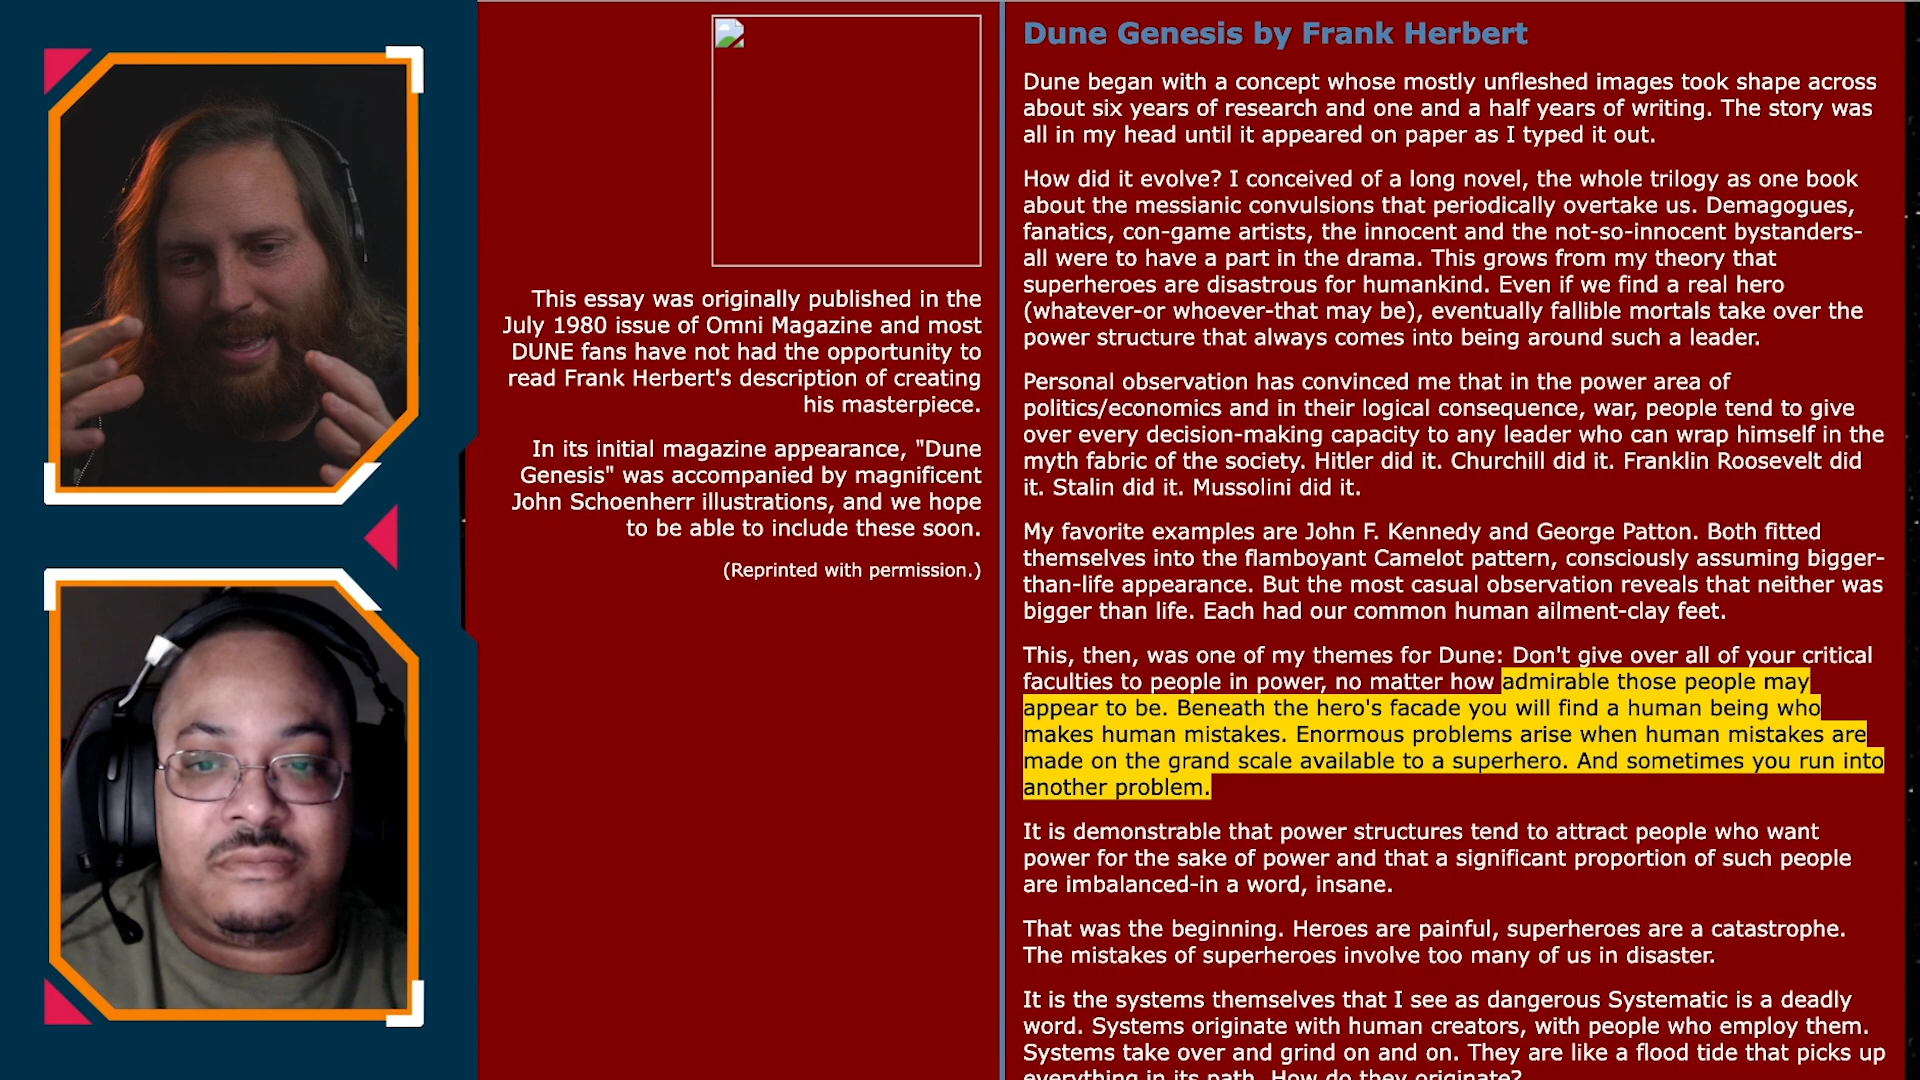 This essay was originally published in the
July 1980 issue of Omni Magazine and most
DUNE fans have not had the opportunity to
read Frank Herbert's description of creating
his masterpiece.
In its initial magazine appearance, "Dune
Genesis" was accompanied by magnificent
John Schoenherr illustrations, and we hope
to be able to include these soon.
(Reprinted with permission.)
Dune Genesis by Frank Herbert
Dune began with a concept whose mostly unfleshed images took shape across
about six years of research and one and a half years of writing. The story was
all in my head until it appeared on paper as I typed it out.
How did it evolve? I conceived of a long novel, the whole trilogy as one book
about the messianic convulsions that periodically overtake us. Demagogues,
fanatics, con-game artists, the innocent and the not-so-innocent bystanders-
all were to have a part in the drama. This grows from my theory that
superheroes are disastrous for humankind. Even if we find a real hero
(whatever-or whoever-that may be), eventually fallible mortals take over the
power structure that always comes into being around such a leader.
Personal observation has convinced me that in the power area of
politics/economics and in their logical consequence, war, people tend to give
over every decision-making capacity to any leader who can wrap himself in the
myth fabric of the society. Hitler did it. Churchill did it. Franklin Roosevelt did
it. Stalin did it. Mussolini did it.
My favorite examples are John F. Kennedy and George Patton. Both fitted
themselves into the flamboyant Camelot pattern, consciously assuming bigger-
than-life appearance. But the most casual observation reveals that neither was
bigger than life. Each had our common human ailment-clay feet.
This, then, was one of my themes for Dune: Don't give over all of your critical
faculties to people in power, no matter how admirable those people may
appear to be. Beneath the hero's facade you will find a human being who
makes human mistakes. Enormous problems arise when human mistakes are
made on the grand scale available to a superhero. And sometimes you run into
another problem.
It is demonstrable that power structures tend to attract people who want
power for the sake of power and that a significant proportion of such people
are imbalanced-in a word, insane.
That was the beginning. Heroes are painful, superheroes are a catastrophe.
The mistakes of superheroes involve too many of us in disaster.
It is the systems themselves that I see as dangerous Systematic is a deadly
word. Systems originate with human creators, with people who employ them.
Systems take over and grind on and on. They are like a flood tide that picks up
everything in its path. How do they originate?